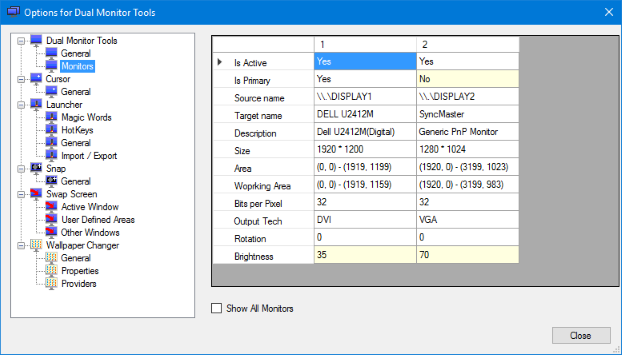 Options for Dual Monitor Tools
Dual Monitor Tools
General
Monitors
Cursor
General
Launcher
Magic Words
HotKeys
General
Import / Export
Snap
General
Swap Screen
Active Window
User Defined Areas
Other Windows
Wallpaper Changer
General
Properties
Providers
1 2
Is Active Yes Yes
Is Primary Yes No
Source name \\.\DISPLAY1 \\.\DISPLAY2
Target name DELL U2412M SyncMaster
Description Dell U2412M(Digital) Generic PnP Monitor
Size 1920 * 1200 1280 * 1024
Area (0, 0) - (1919, 1199) (1920, 0) - (3199, 1023)
Woprking Area (0, 0) - (1919, 1159) (1920, 0) - (3199, 983)
Bits per Pixel 32 32
Output Tech DVI VGA
Rotation 0 0
Brightness 35 70
Show All Monitors
Close